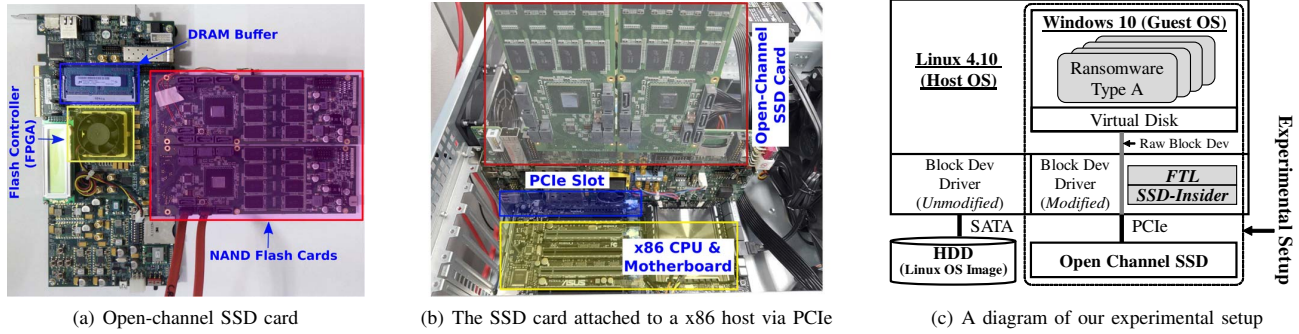 DRAM Buffer
Flash Controller
(FPGA)
NAND Flash Cards
(a) Open-channel SSD card
Open-Channel
SSD Card
PCIe Slot
x86 CPU &
Motherboard
ASUS
(b) The SSD card attached to a x86 host via PCIe
Linux 4.10
(Host OS)
Windows 10 (Guest OS)
Ransomware
Type A
Virtual Disk
Raw Block Dev
Block Dev
Driver
(Unmodified)
Block Dev
Driver
(Modified)
FTL
SSD-Insider
SATA
PCIe
HDD
(Linux OS Image)
Open Channel SSD
Experimental Setup
(c) A diagram of our experimental setup